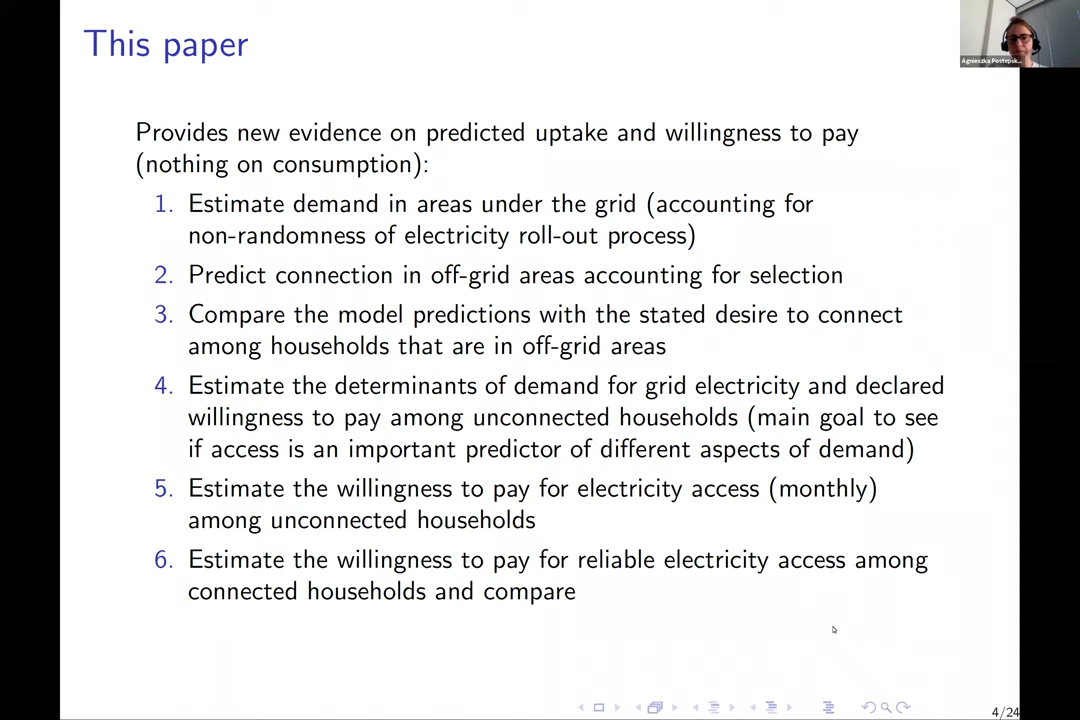 This paper
Agnieszka Postepsk...
Provides new evidence on predicted uptake and willingness to pay
(nothing on consumption):
1. Estimate demand in areas under the grid (accounting for
non-randomness of electricity roll-out process)
2. Predict connection in off-grid areas accounting for selection
3. Compare the model predictions with the stated desire to connect
among households that are in off-grid areas
4. Estimate the determinants of demand for grid electricity and declared
willingness to pay among unconnected households (main goal to see
if access is an important predictor of different aspects of demand)
5. Estimate the willingness to pay for electricity access (monthly)
among unconnected households
6. Estimate the willingness to pay for reliable electricity access among
connected households and compare
4/24